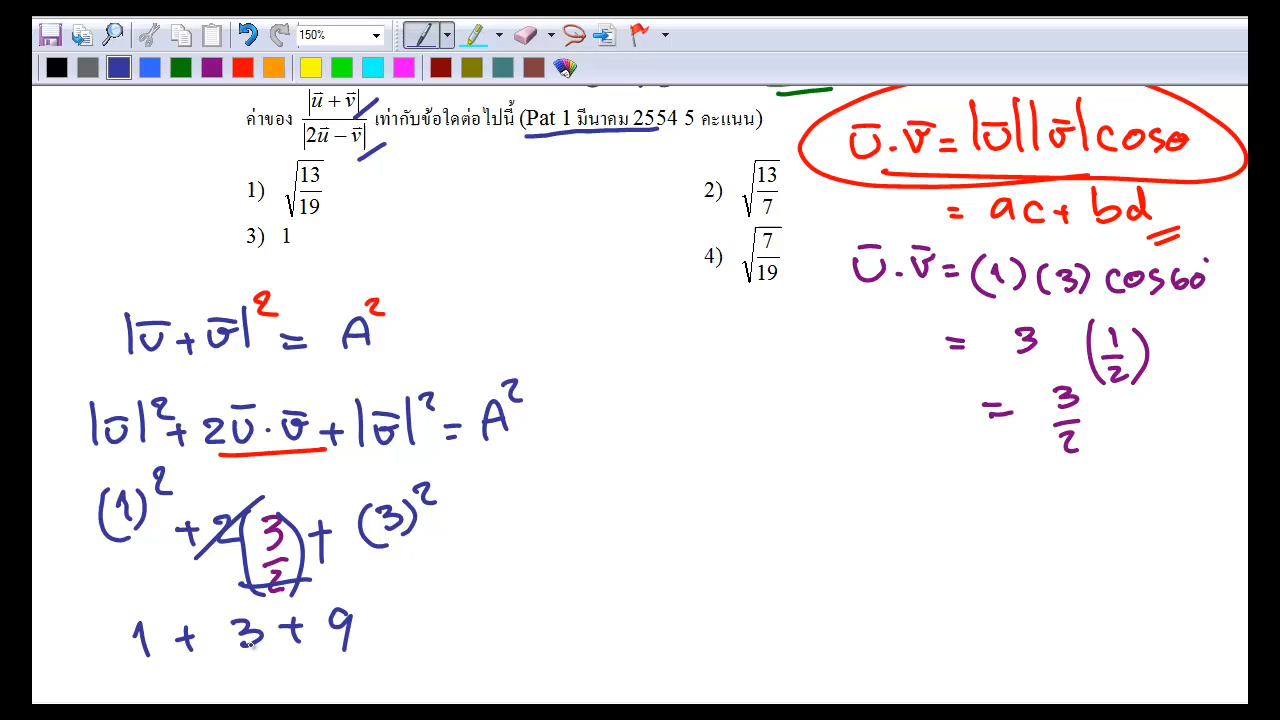 150%
ค่าของ |u⃗ + v⃗| / |2u⃗ − v⃗| เท่ากับข้อใดต่อไปนี้ (Pat 1 มีนาคม 2554 5 คะแนน)
1) √(13/19)
2) √(13/7)
3) 1
4) √(7/19)
|ū + v̄|² = A²
|ū|² + 2ū · v̄ + |v̄|² = A²
(1)² + 2(3/2) + (3)²
1 + 3 + 9
ū . v̄ = |ū| |v̄| cosθ
= ac + bd
ū . v̄ = (1) (3) cos60°
= 3 (1/2)
= 3/2